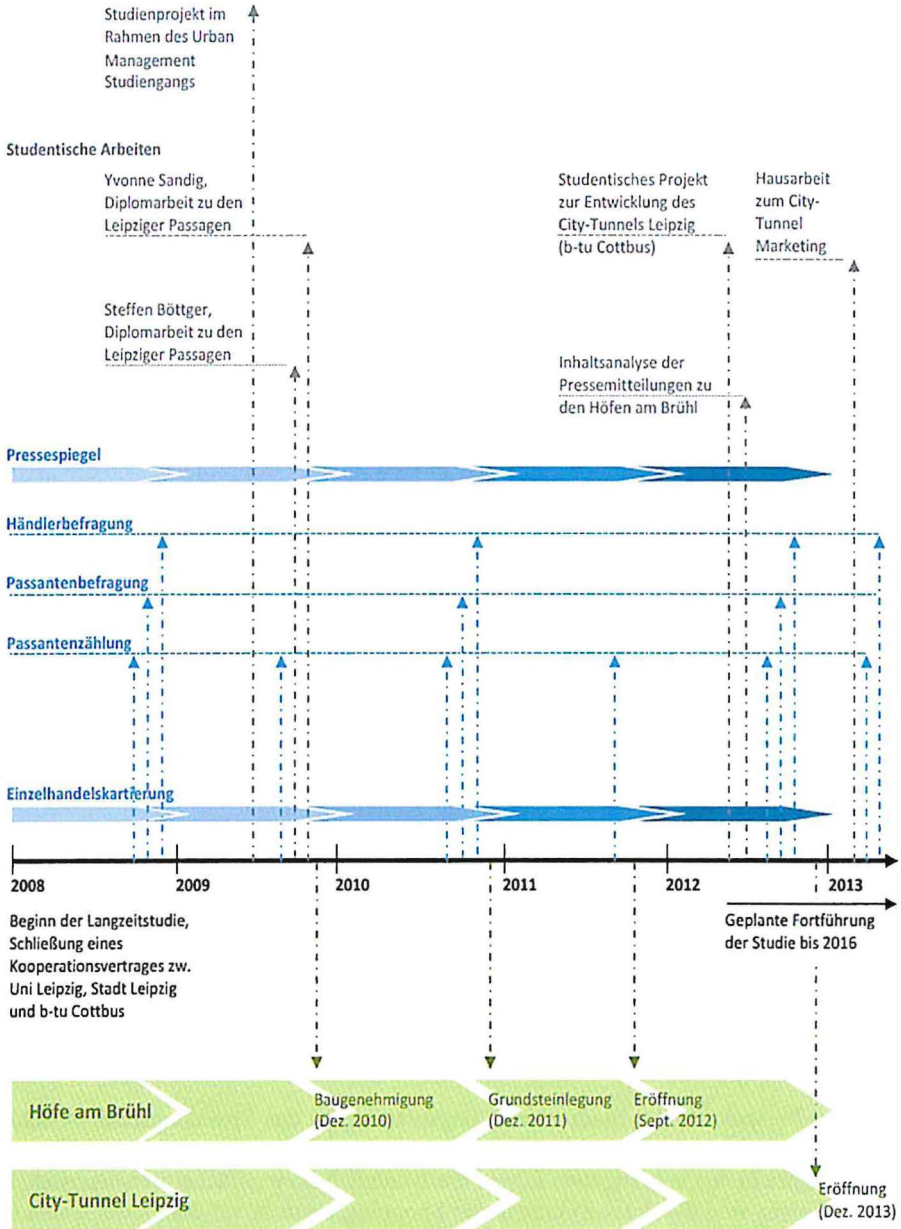 Studienprojekt im
Rahmen des Urban
Management
Studiengangs
Studentische Arbeiten
Yvonne Sandig,
Diplomarbeit zu den
Leipziger Passagen
Steffen Böttger,
Diplomarbeit zu den
Leipziger Passagen
Studentisches Projekt
zur Entwicklung des
City-Tunnels Leipzig
(b-tu Cottbus)
Hausarbeit
zum City-
Tunnel
Marketing
Inhaltsanalyse der
Pressemitteilungen zu
den Höfen am Brühl
Pressespiegel
Händlerbefragung
Passantenbefragung
Passantenzählung
Einzelhandelskartierung
2008
2009
2010
2011
2012
2013
Beginn der Langzeitstudie,
Schließung eines
Kooperationsvertrages zw.
Uni Leipzig, Stadt Leipzig
und b-tu Cottbus
Geplante Fortführung
der Studie bis 2016
Höfe am Brühl
Baugenehmigung
(Dez. 2010)
Grundsteinlegung
(Dez. 2011)
Eröffnung
(Sept. 2012)
City-Tunnel Leipzig
Eröffnung
(Dez. 2013)